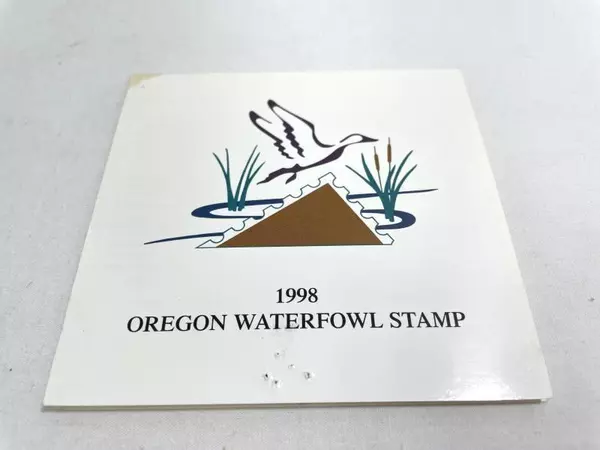 1998
OREGON WATERFOWL STAMP